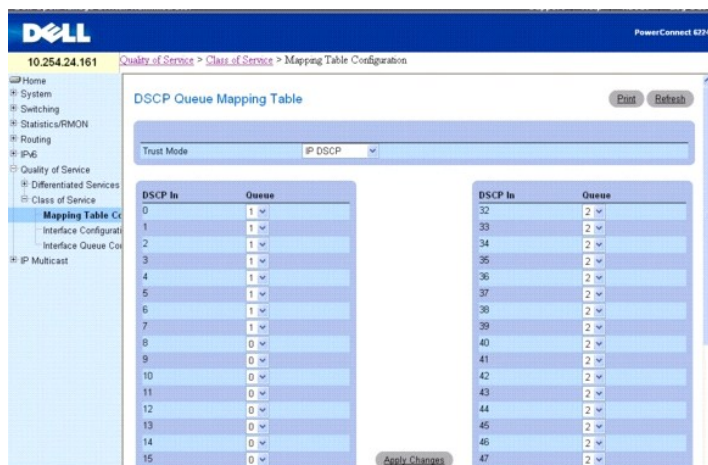 DELL
PowerConnect 6224
10.254.24.161
Quality of Service > Class of Service > Mapping Table Configuration
Home
System
Switching
Statistics/RMON
Routing
IPv6
Quality of Service
Differentiated Services
Class of Service
Mapping Table Co
Interface Configurati
Interface Queue Con
IP Multicast
DSCP Queue Mapping Table
Print Refresh
Trust Mode IP DSCP
DSCP In Queue DSCP In Queue
0 1 32 2
1 1 33 2
2 1 34 2
3 1 35 2
4 1 36 2
5 1 37 2
6 1 38 2
7 1 39 2
8 0 40 2
9 0 41 2
10 0 42 2
11 0 43 2
12 0 44 2
13 0 45 2
14 0 46 2
15 0 47 2
Apply Changes